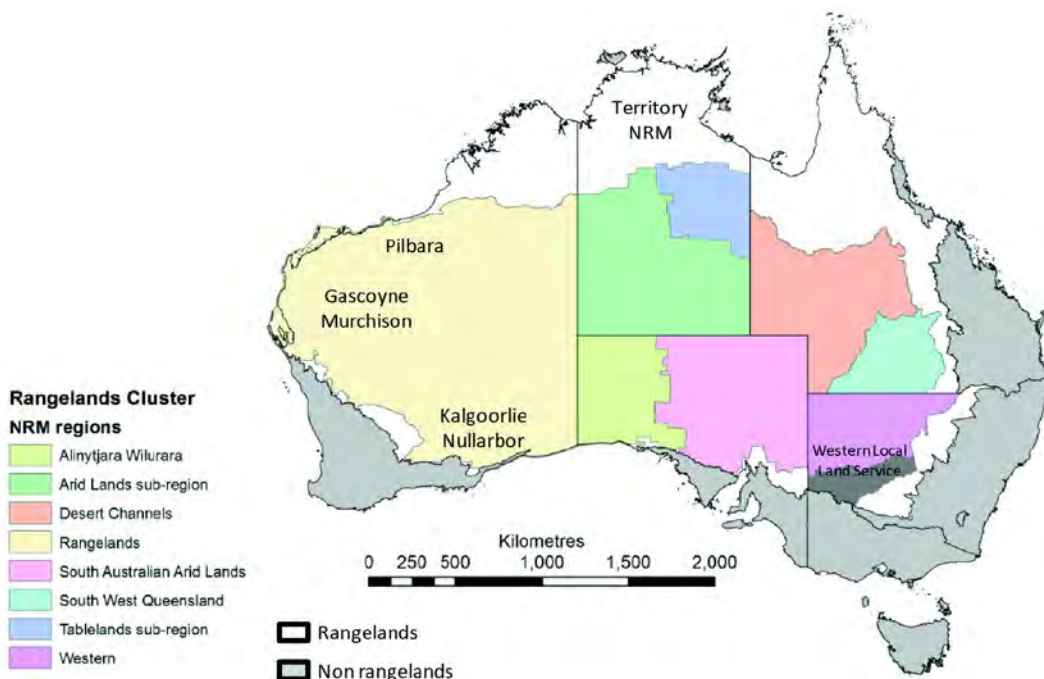 Territory
NRM
Pilbara
Gascoyne
Murchison
Kalgoorlie
Nullarbor
Western Local
Land Service
Rangelands Cluster
NRM regions
Alinytjara Wilurara
Arid Lands sub-region
Desert Channels
Rangelands
South Australian Arid Lands
South West Queensland
Tablelands sub-region
Western
Kilometres
0 250 500 1,000 1,500 2,000
Rangelands
Non rangelands